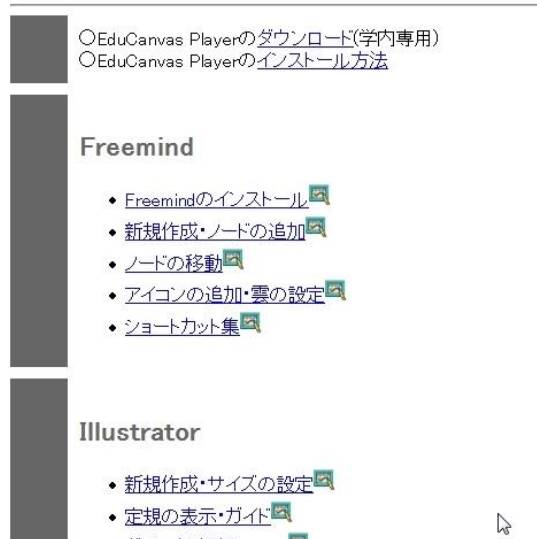 ○EduCanvas Playerのダウンロード(学内専用)
○EduCanvas Playerのインストール方法
Freemind
• Freemindのインストール
• 新規作成・ノードの追加
• ノードの移動
• アイコンの追加・雲の設定
• ショートカット集
Illustrator
• 新規作成・サイズの設定
• 定規の表示・ガイド